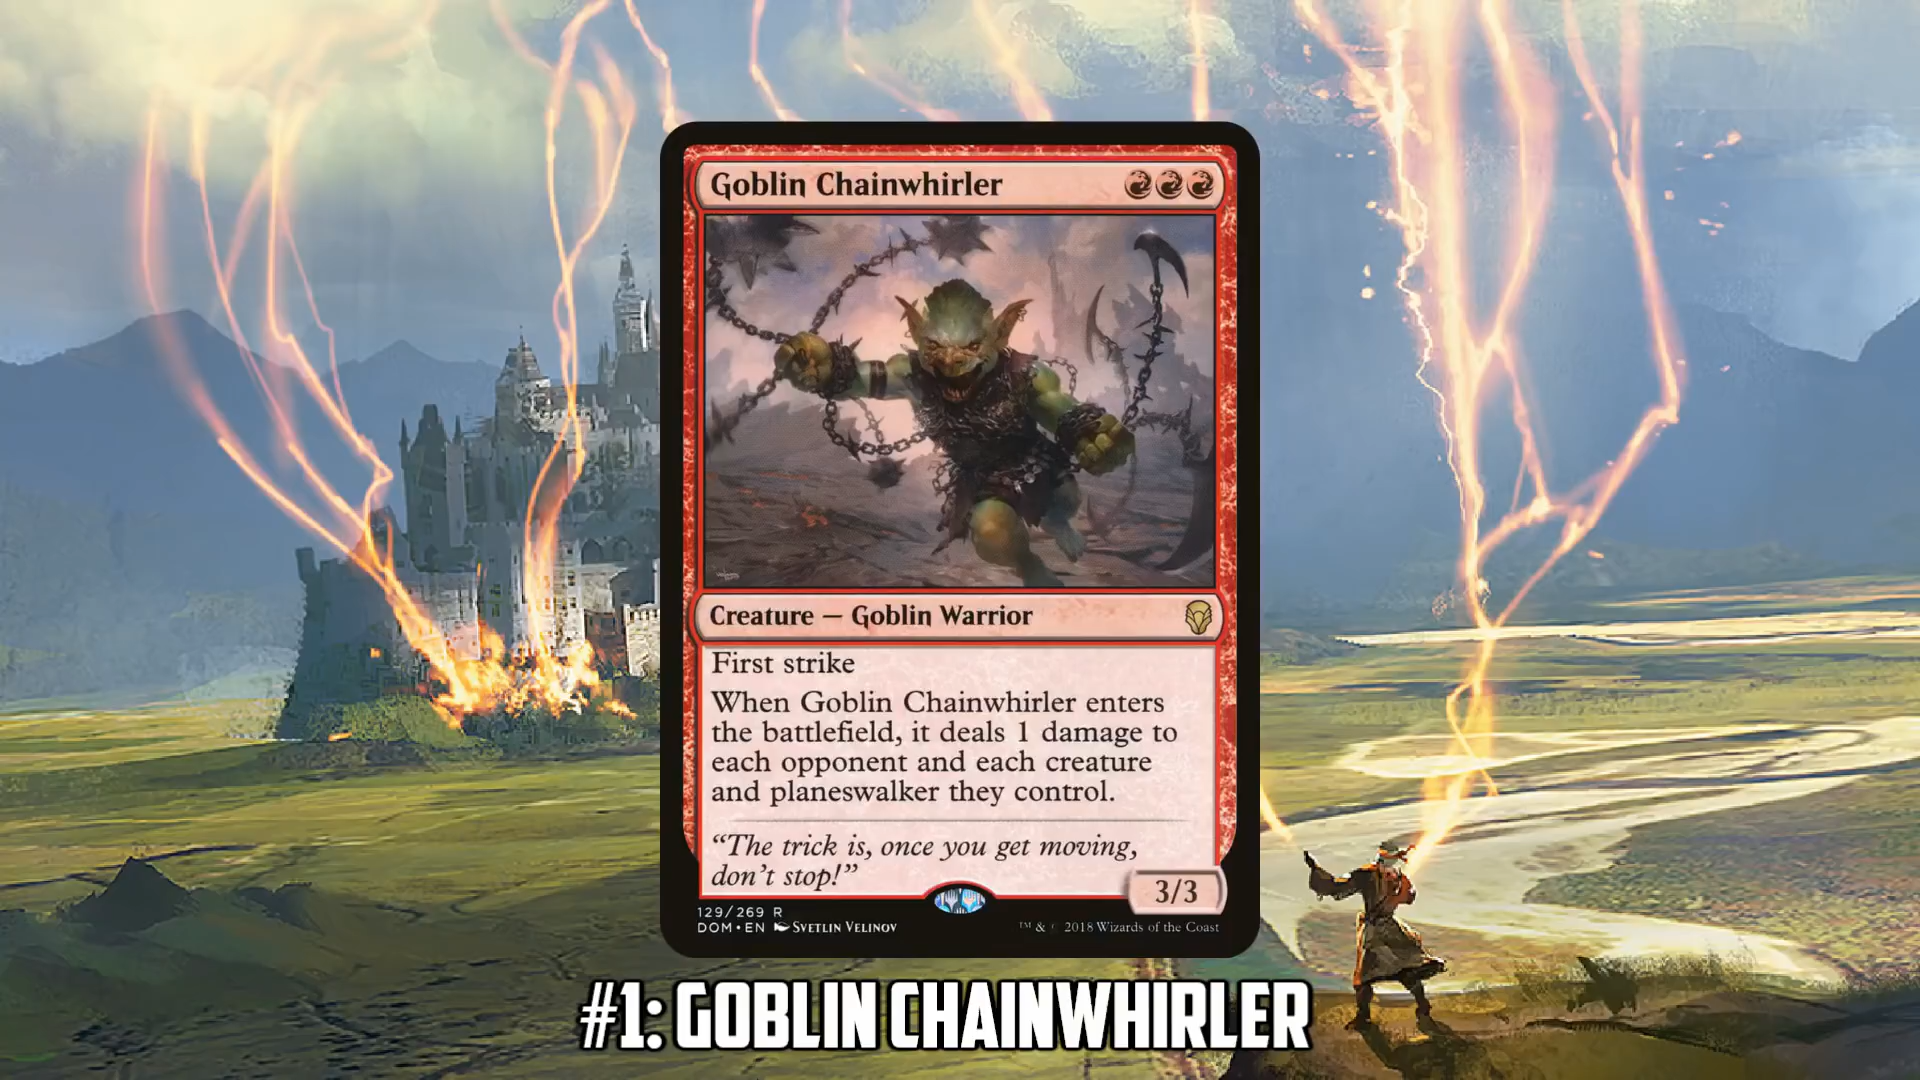 Goblin Chainwhirler
Creature — Goblin Warrior
First strike
When Goblin Chainwhirler enters
the battlefield, it deals 1 damage to
each opponent and each creature
and planeswalker they control.
“The trick is, once you get moving,
don’t stop!”
3/3
129/269 R
DOM • EN Svetlin Velinov
™ & © 2018 Wizards of the Coast
#1: GOBLIN CHAINWHIRLER